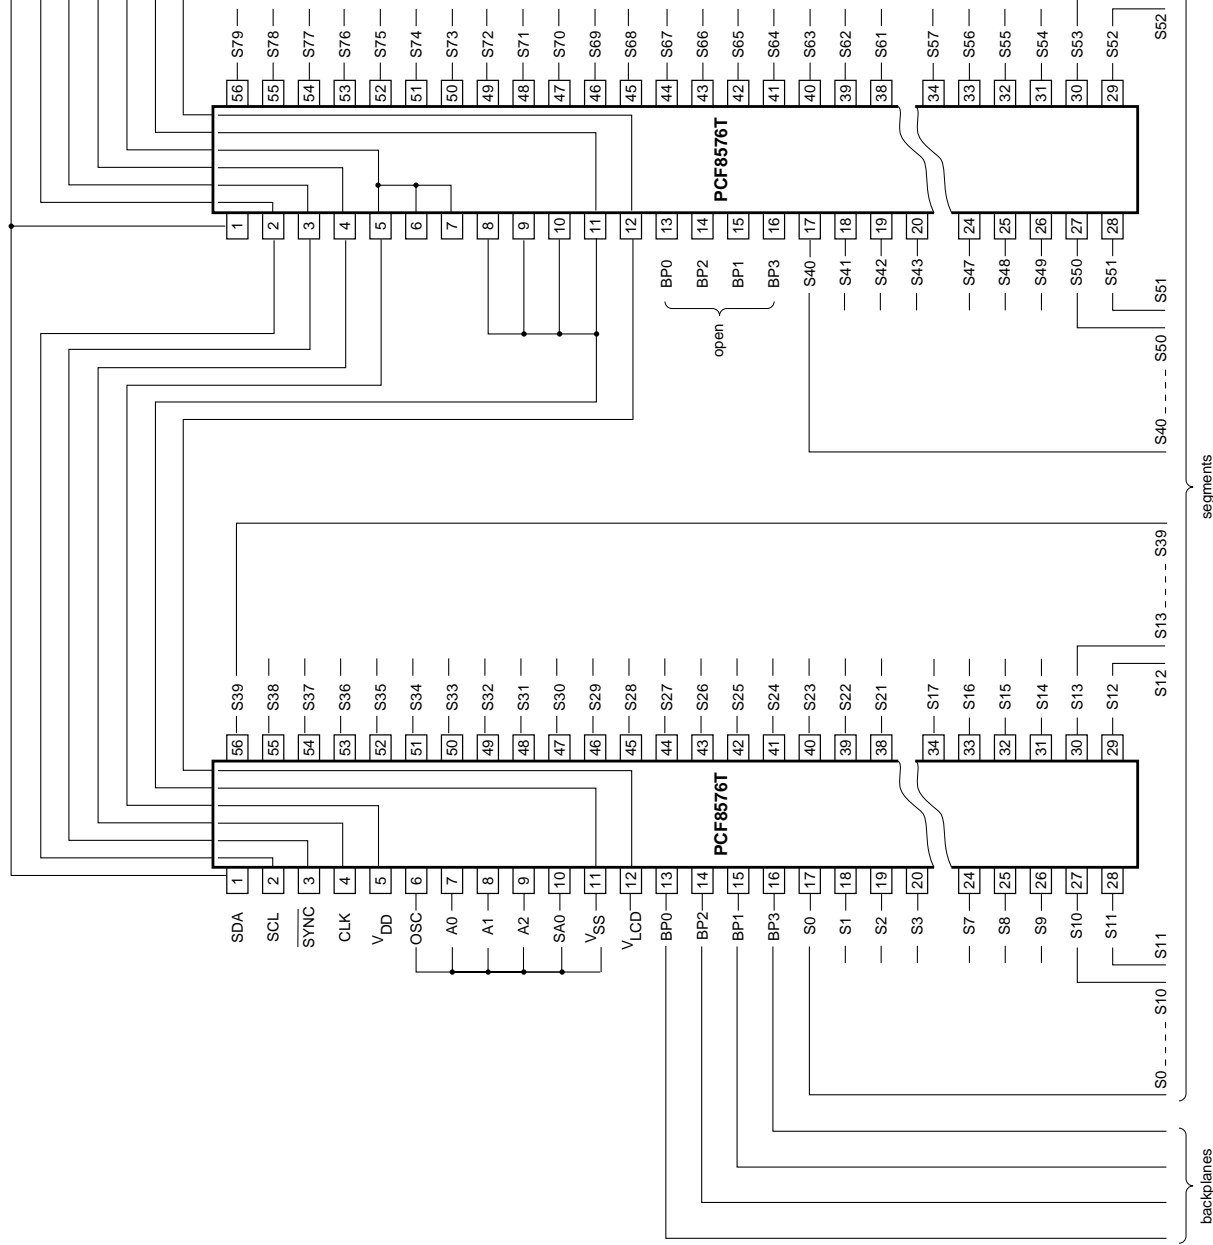 S79 S78 S77 S76 S75 S74 S73 S72 S71 S70 S69 S68 S67 S66 S65 S64 S63 S62 S61 S57 S56 S55 S54 S53 S52
S52
56 55 54 53 52 51 50 49 48 47 46 45 44 43 42 41 40 39 38 34 33 32 31 30 29
PCF8576T
1 2 3 4 5 6 7 8 9 10 11 12 13 14 15 16 17 18 19 20 24 25 26 27 28
BP0 BP2 BP1 BP3 S40 S41 S42 S43 S47 S48 S49 S50 S51
open
S51
S40 - - - - S50
segments
S13 - - - - S39
S39 S38 S37 S36 S35 S34 S33 S32 S31 S30 S29 S28 S27 S26 S25 S24 S23 S22 S21 S17 S16 S15 S14 S13 S12
S12
56 55 54 53 52 51 50 49 48 47 46 45 44 43 42 41 40 39 38 34 33 32 31 30 29
PCF8576T
1 2 3 4 5 6 7 8 9 10 11 12 13 14 15 16 17 18 19 20 24 25 26 27 28
SDA SCL SYNC CLK VDD OSC A0 A1 A2 SA0 VSS VLCD BP0 BP2 BP1 BP3 S0 S1 S2 S3 S7 S8 S9 S10 S11
S11
S0 - - - - S10
backplanes